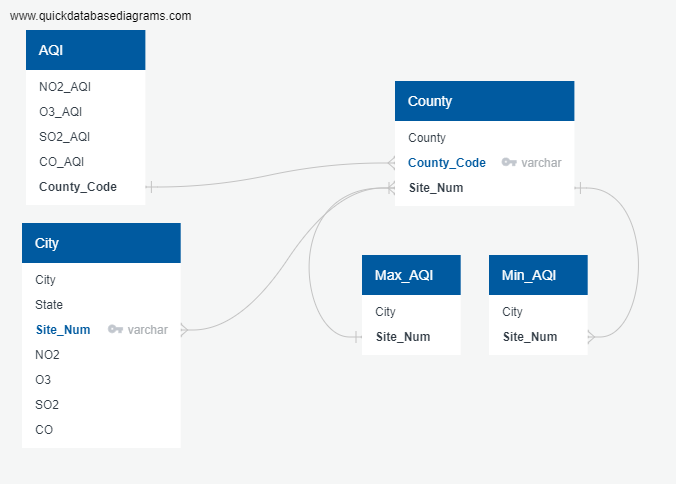 www.quickdatabasediagrams.com
AQI
NO2_AQI
O3_AQI
SO2_AQI
CO_AQI
County_Code
County
County
County_Code varchar
Site_Num
City
City
State
Site_Num varchar
NO2
O3
SO2
CO
Max_AQI
City
Site_Num
Min_AQI
City
Site_Num